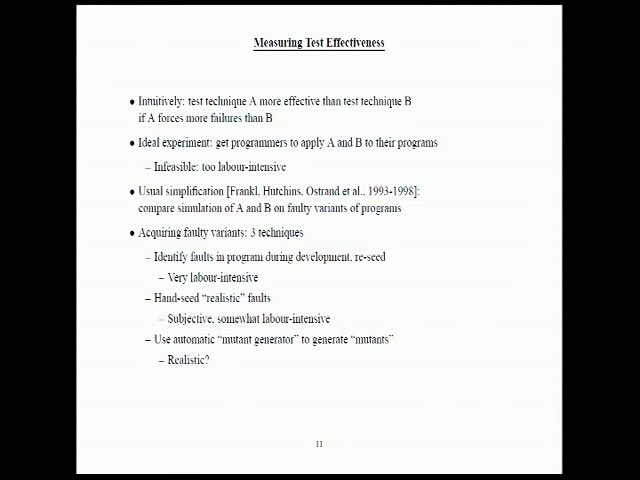 Measuring Test Effectiveness
• Intuitively: test technique A more effective than test technique B
if A forces more failures than B
• Ideal experiment: get programmers to apply A and B to their programs
– Infeasible: too labour-intensive
• Usual simplification [Frankl, Hutchins, Ostrand et al., 1993-1998]:
compare simulation of A and B on faulty variants of programs
• Acquiring faulty variants: 3 techniques
– Identify faults in program during development, re-seed
– Very labour-intensive
– Hand-seed “realistic” faults
– Subjective, somewhat labour-intensive
– Use automatic “mutant generator” to generate “mutants”
– Realistic?
11